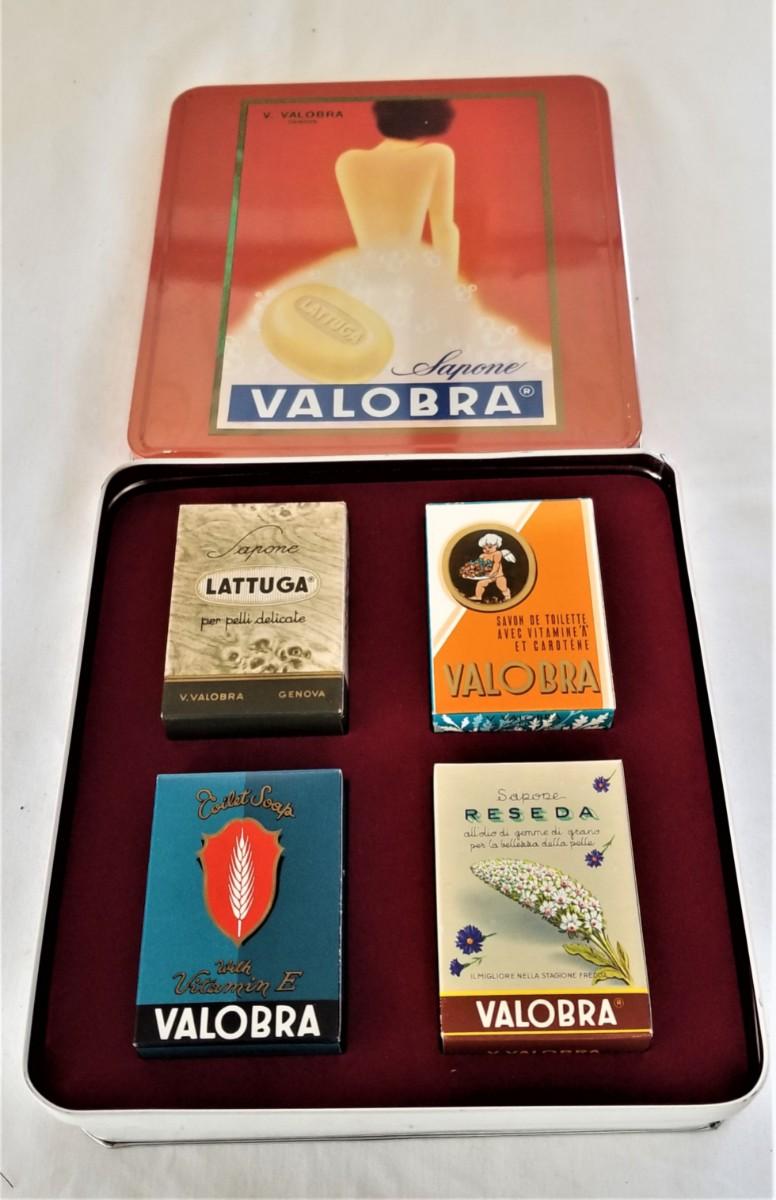 V. VALOBRA
GENOVA
LATTUGA
Sapone
VALOBRA®
Sapone
LATTUGA®
per pelli delicate
V. VALOBRA GENOVA
SAVON DE TOILETTE
AVEC VITAMINE "A"
ET CAROTÈNE
VALOBRA
Toilet Soap
With
Vitamin E
VALOBRA
Sapone
RESEDA
all'olio di gemme di grano
per la bellezza della pelle
IL MIGLIORE NELLA STAGIONE FREDDA
VALOBRA®
V. VALOBRA